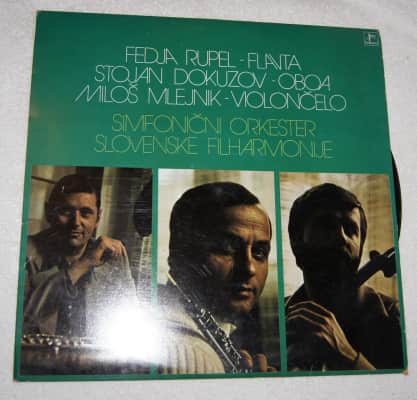 FEDJA RUPEL - FLAVTA
STOJAN DOKUZOV - OBOA
MILOŠ MLEJNIK - VIOLONČELO
SIMFONIČNI ORKESTER
SLOVENSKE FILHARMONIJE